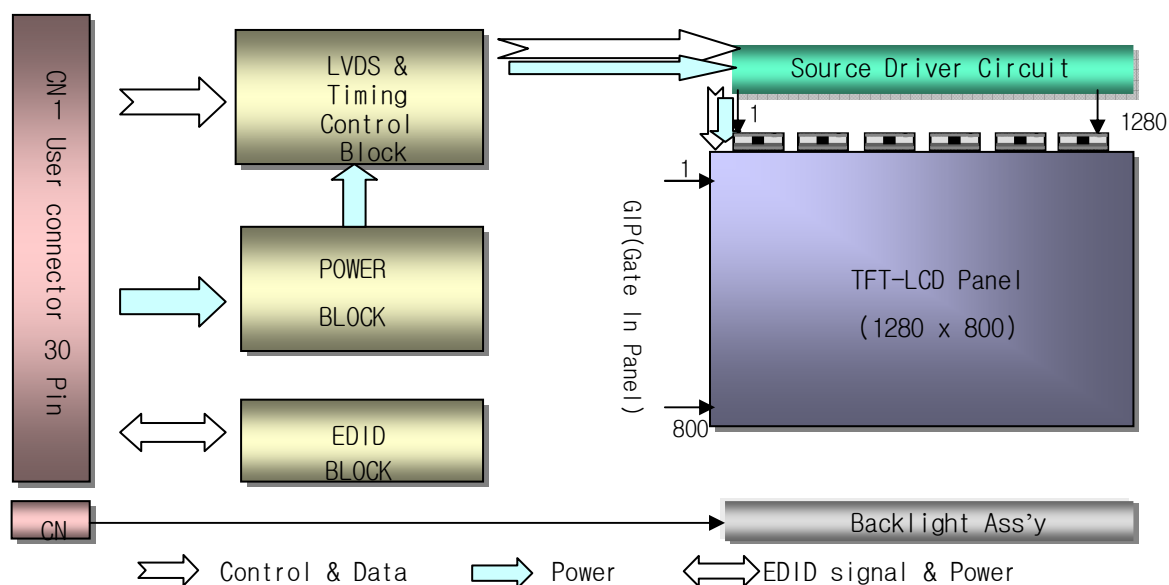 CN-1 User connector 30 Pin
LVDS &
Timing
Control
Block
Source Driver Circuit
1
1280
POWER
BLOCK
1
GIP(Gate In Panel)
800
TFT-LCD Panel
(1280 x 800)
EDID
BLOCK
CN
Backlight Ass'y
Control & Data
Power
EDID signal & Power